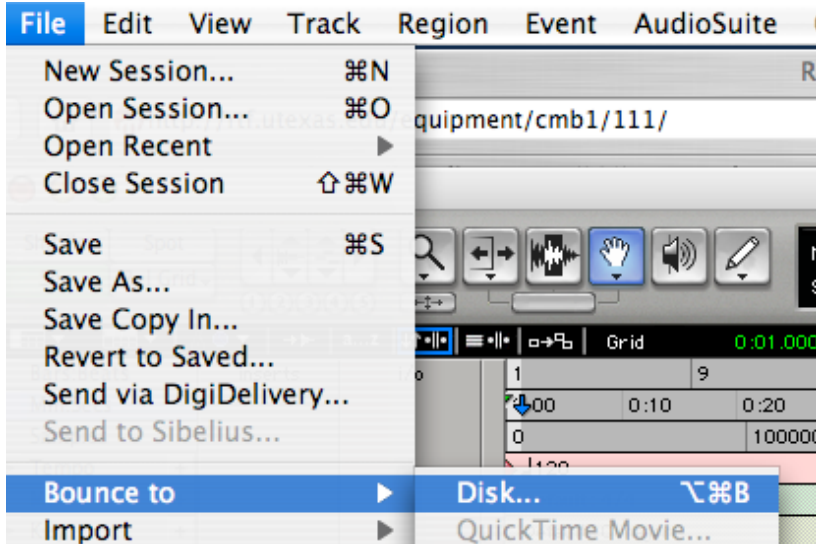 File Edit View Track Region Event AudioSuite
New Session... ⌘N
Open Session... ⌘O
equipment/cmb1/111/
Open Recent
Close Session ⇧⌘W
Save ⌘S
Save As...
Save Copy In...
Revert to Saved...
Grid 0:01.000
Send via DigiDelivery...
1 9
0:10 0:20
Send to Sibelius...
0 100000
Bounce to
Disk... ⌥⌘B
Import
QuickTime Movie...